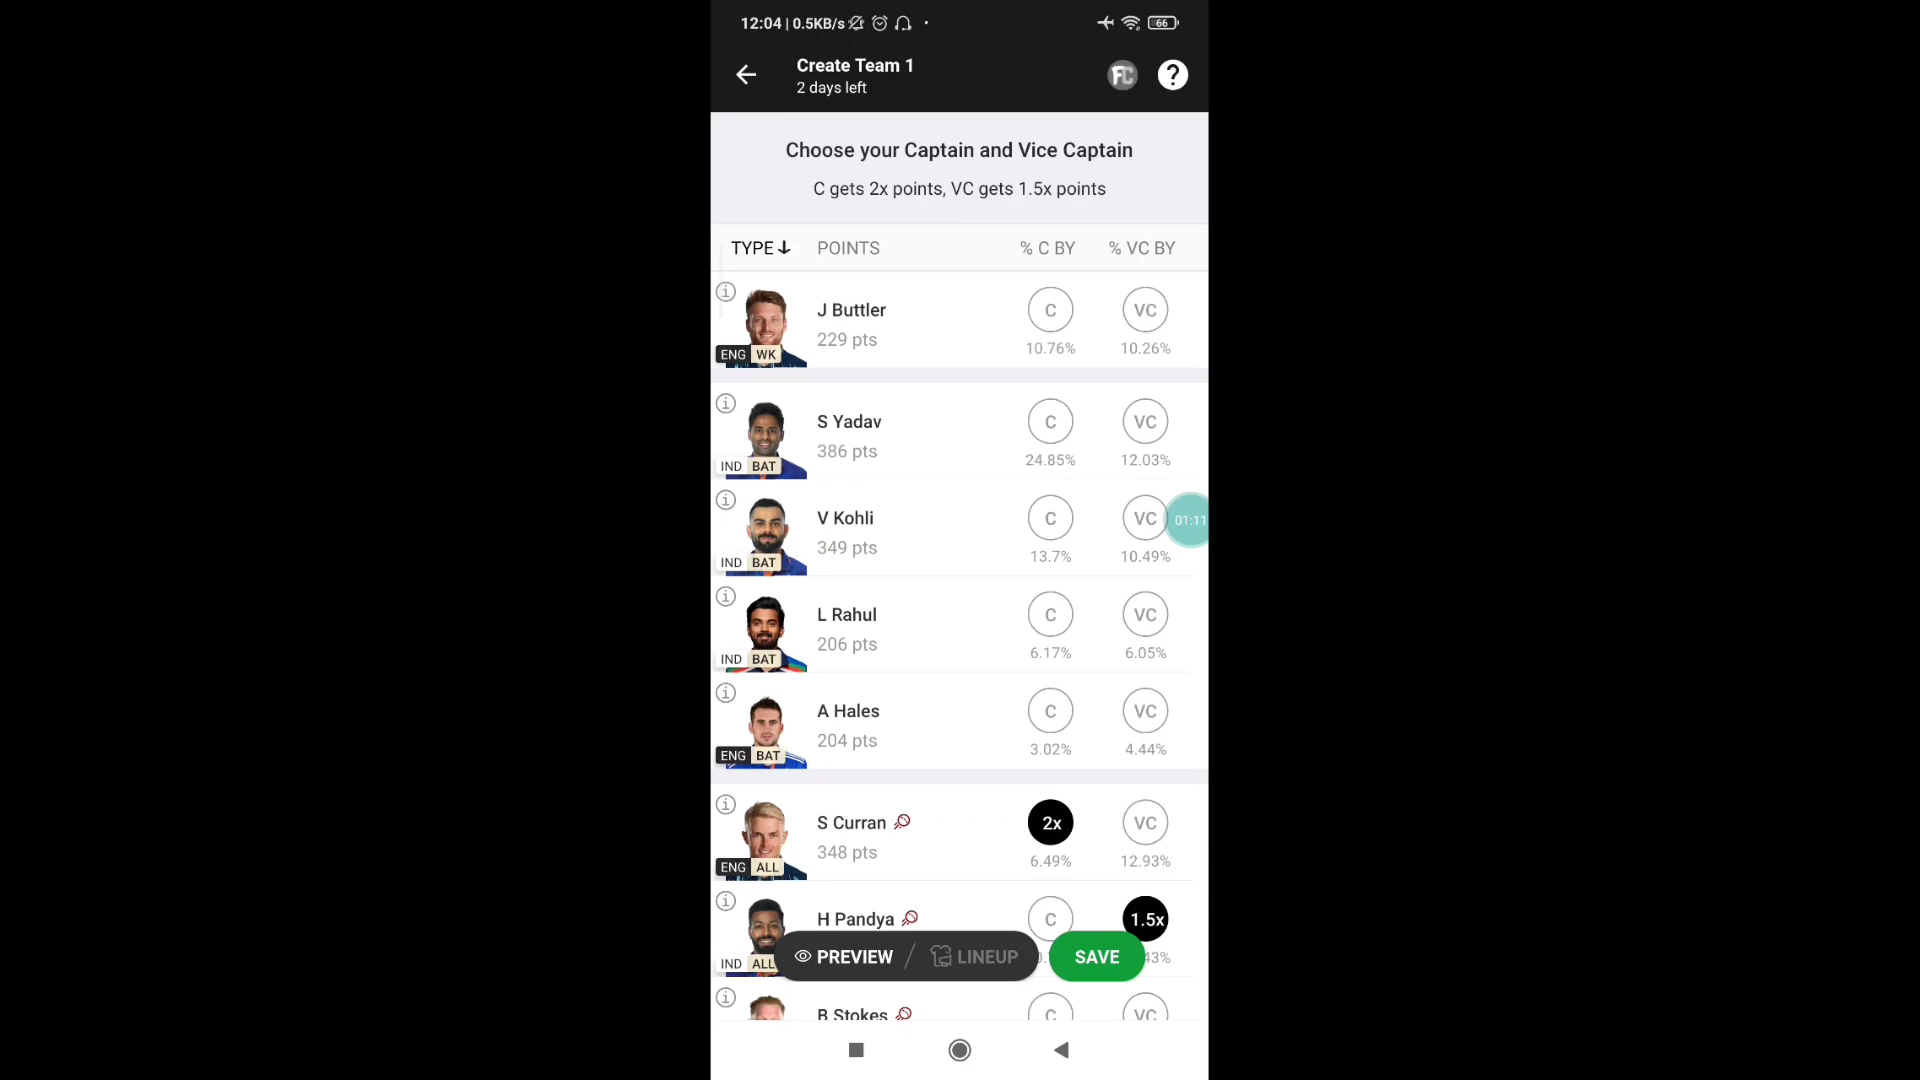 12:04 | 0.5KB/s
66
Create Team 1
2 days left
FC
?
Choose your Captain and Vice Captain
C gets 2x points, VC gets 1.5x points
TYPE POINTS % C BY % VC BY
J Buttler
229 pts
ENG WK
C VC
10.76% 10.26%
S Yadav
386 pts
IND BAT
C VC
24.85% 12.03%
V Kohli
349 pts
IND BAT
C VC
13.7% 10.49%
01:11
L Rahul
206 pts
IND BAT
C VC
6.17% 6.05%
A Hales
204 pts
ENG BAT
C VC
3.02% 4.44%
S Curran
348 pts
ENG ALL
2x VC
6.49% 12.93%
H Pandya
IND ALL
C 1.5x
43%
PREVIEW / LINEUP SAVE
B Stokes
C VC